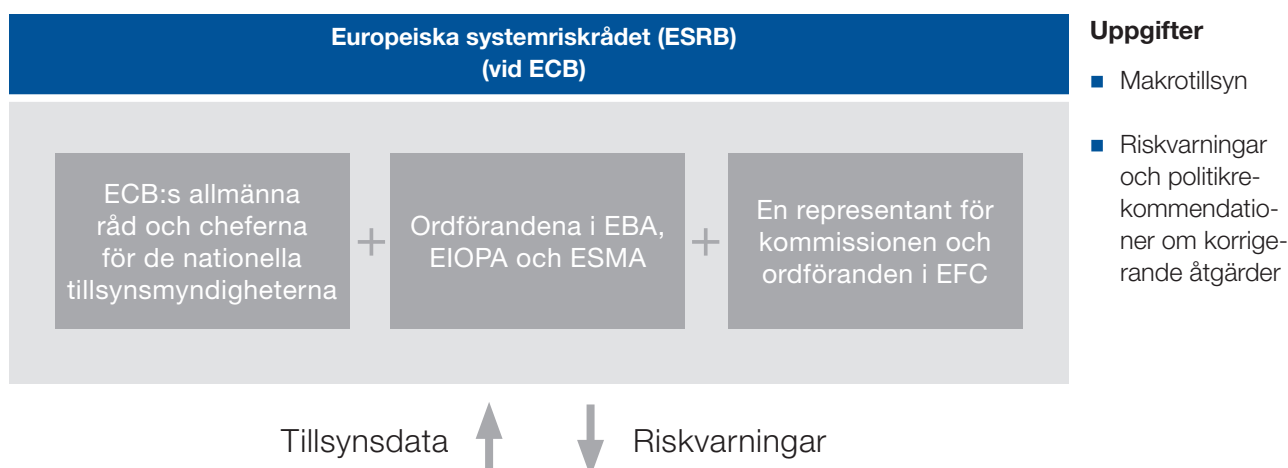 Europeiska systemriskrådet (ESRB)
(vid ECB)
ECB:s allmänna
råd och cheferna
för de nationella
tillsynsmyndigheterna
+
Ordförandena i EBA,
EIOPA och ESMA
+
En representant för
kommissionen och
ordföranden i EFC
Uppgifter
Makrotillsyn
Riskvarningar
och politikre-
kommendatio-
ner om korrige-
rande åtgärder
Tillsynsdata
Riskvarningar